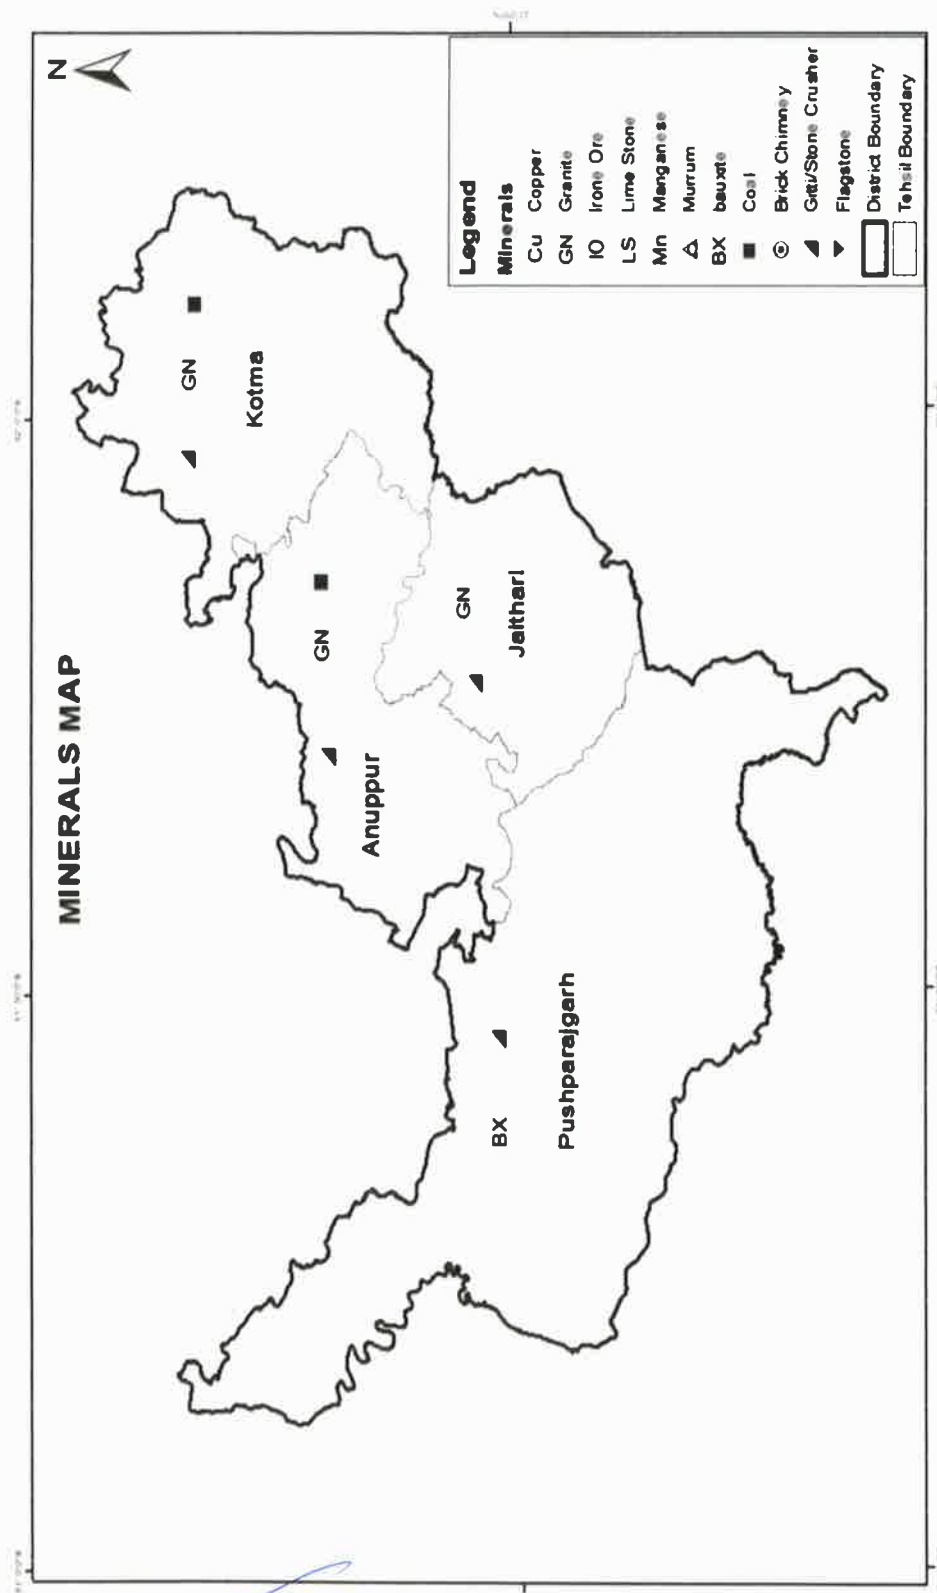 MINERALS MAP
N
GN
Kotma
GN
Anuppur
GN
Jaithari
BX
Pushparajgarh
Legend
Minerals
Cu Copper
GN Granite
IO Irone Ore
LS Lime Stone
Mn Manganese
Murrum
BX bauxite
Coal
Brick Chimney
Gitti/Stone Crusher
Flagstone
District Boundary
Tehsil Boundary